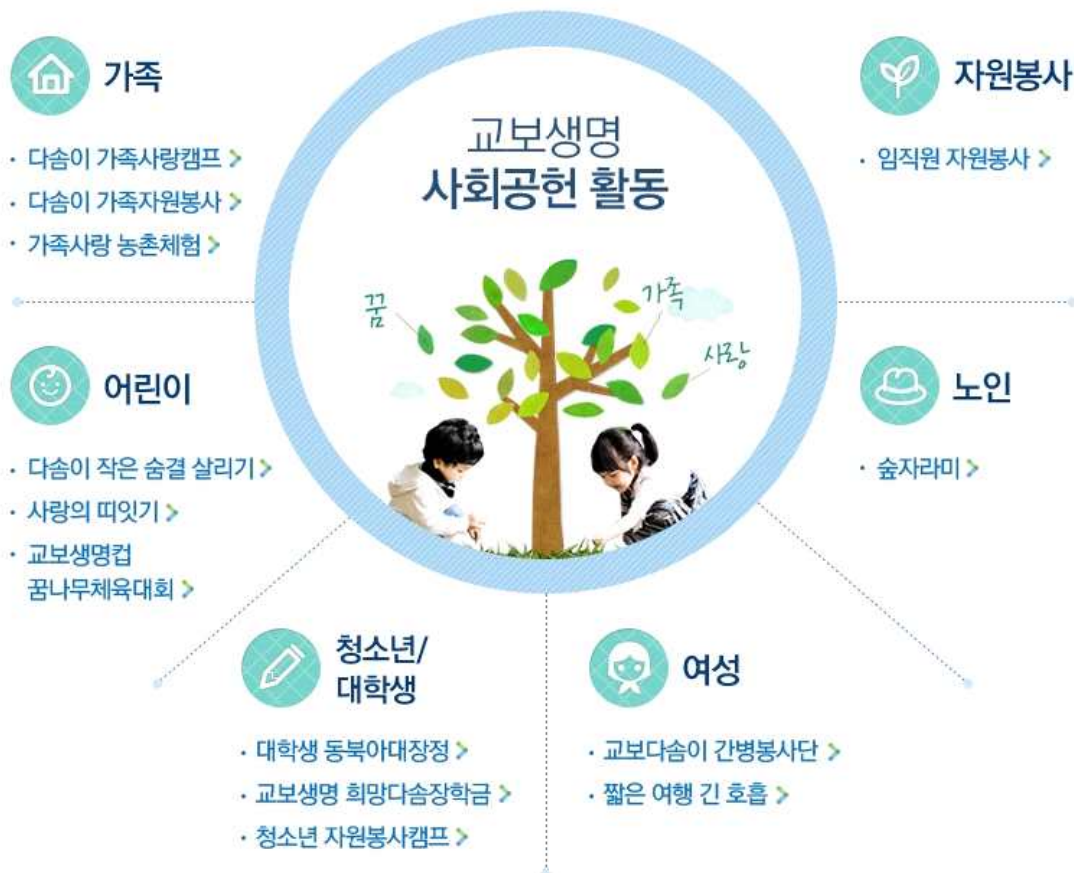 교보생명
사회공헌 활동
꿈
가족
사랑
가족
· 다솜이 가족사랑캠프
· 다솜이 가족자원봉사
· 가족사랑 농촌체험
어린이
· 다솜이 작은 숨결 살리기
· 사랑의 띠잇기
· 교보생명컵
꿈나무체육대회
청소년/
대학생
· 대학생 동북아대장정
· 교보생명 희망다솜장학금
· 청소년 자원봉사캠프
여성
· 교보다솜이 간병봉사단
· 짧은 여행 긴 호흡
노인
· 숲자라미
자원봉사
· 임직원 자원봉사